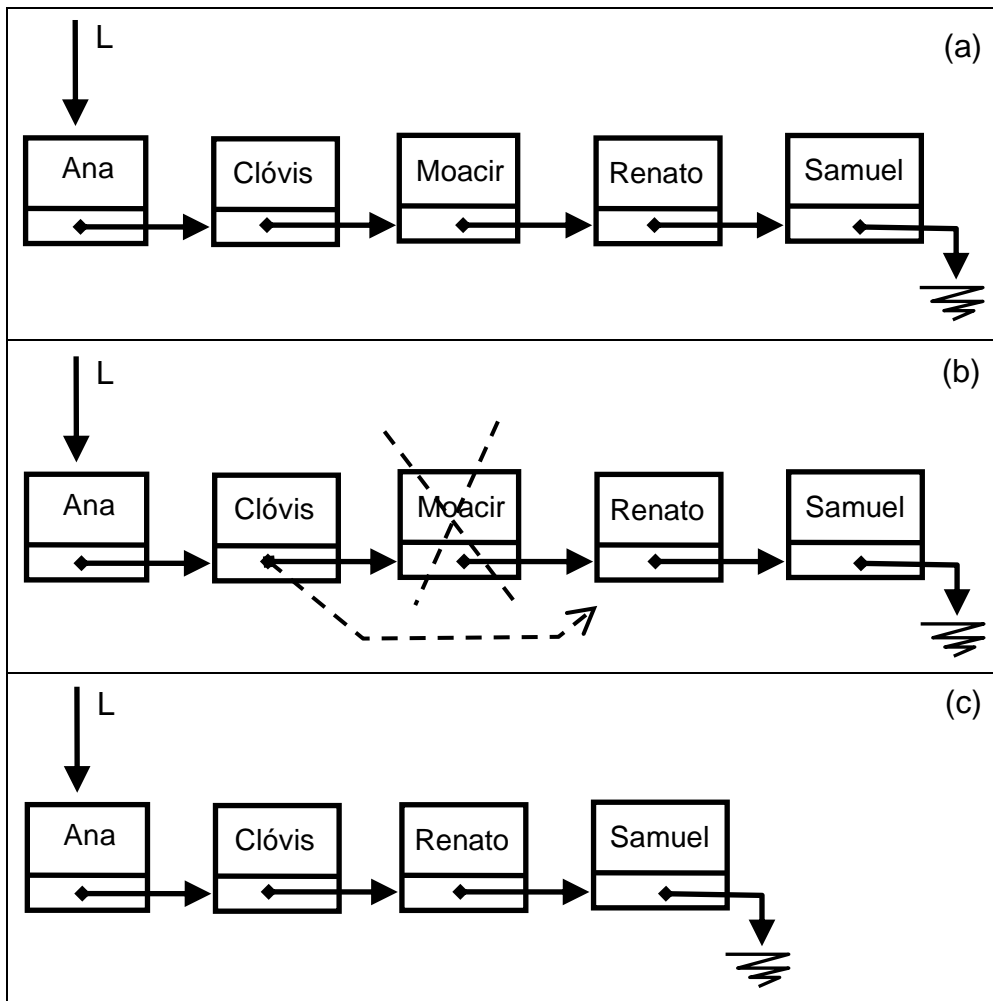 L
(a)
Ana
Clóvis
Moacir
Renato
Samuel
L
(b)
Ana
Clóvis
Moacir
Renato
Samuel
L
(c)
Ana
Clóvis
Renato
Samuel